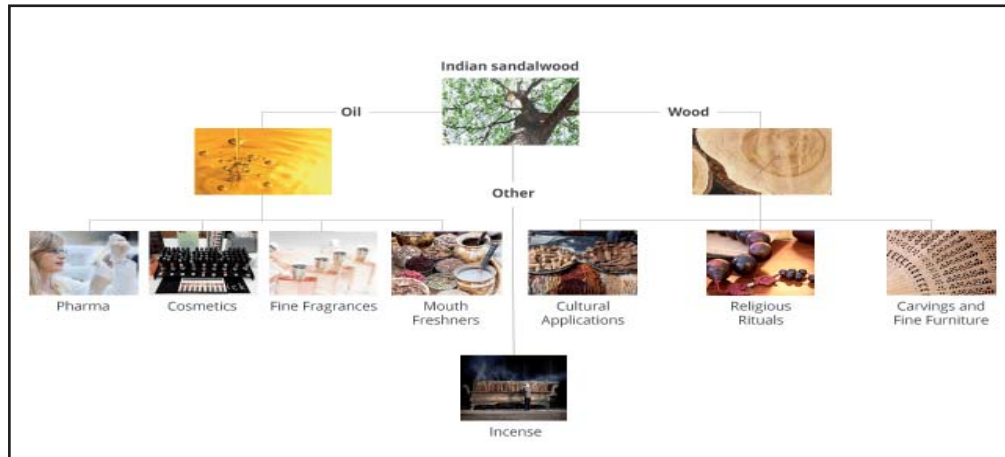 Indian sandalwood
Oil
Wood
Other
Pharma
Cosmetics
Fine Fragrances
Mouth
Freshners
Cultural
Applications
Religious
Rituals
Carvings and
Fine Furniture
Incense